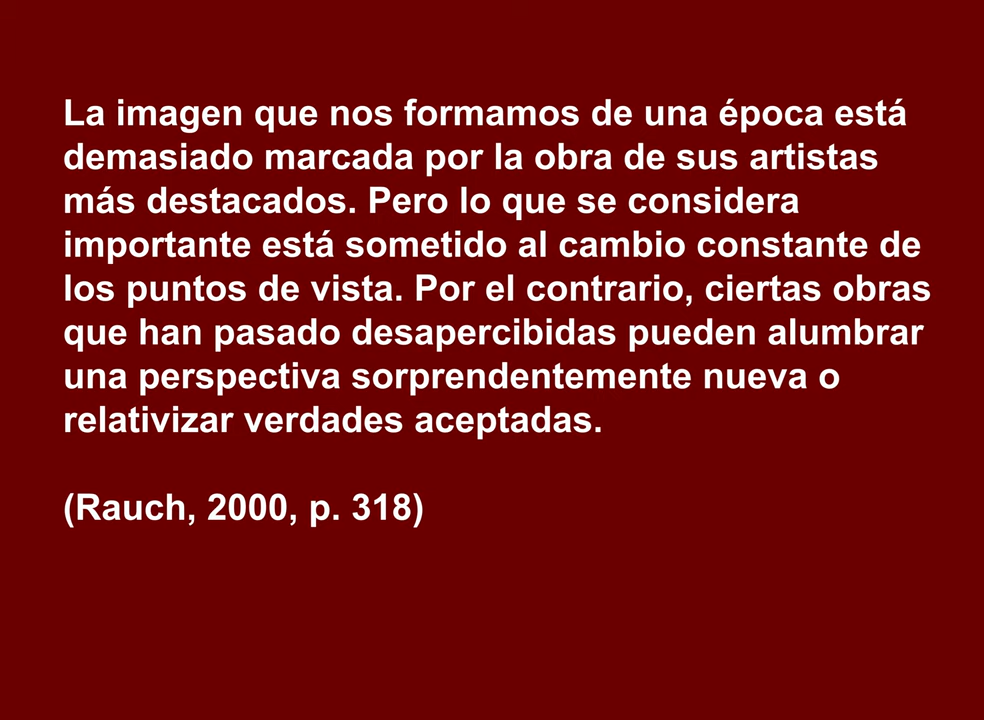 La imagen que nos formamos de una época está
demasiado marcada por la obra de sus artistas
más destacados. Pero lo que se considera
importante está sometido al cambio constante de
los puntos de vista. Por el contrario, ciertas obras
que han pasado desapercibidas pueden alumbrar
una perspectiva sorprendentemente nueva o
relativizar verdades aceptadas.
(Rauch, 2000, p. 318)